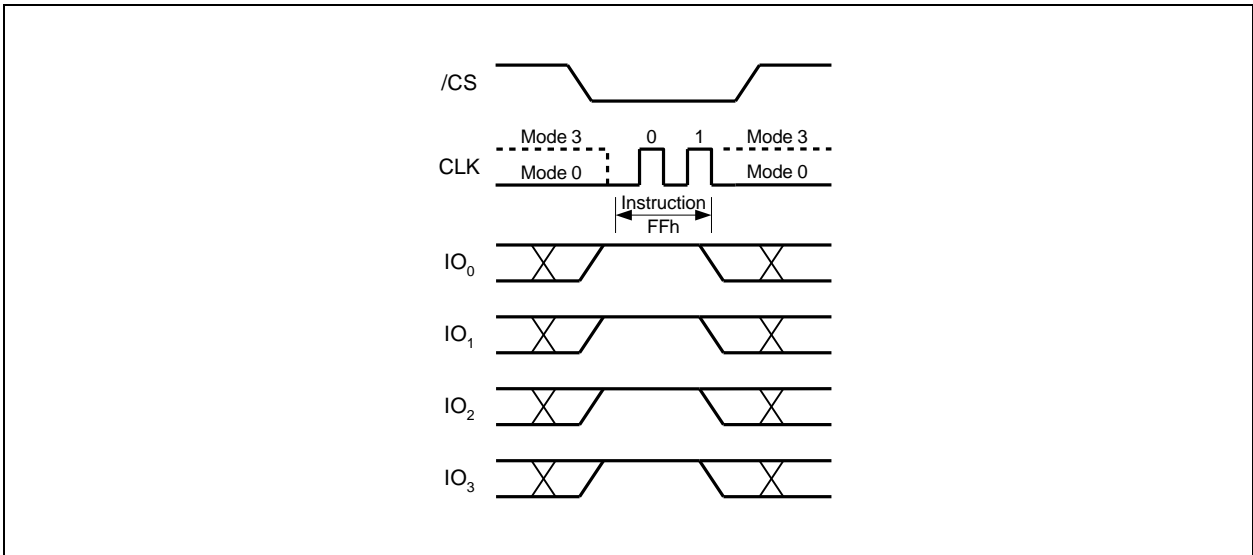 /CS
Mode 3 0 1 Mode 3
CLK
Mode 0 Mode 0
Instruction
FFh
IO0
IO1
IO2
IO3